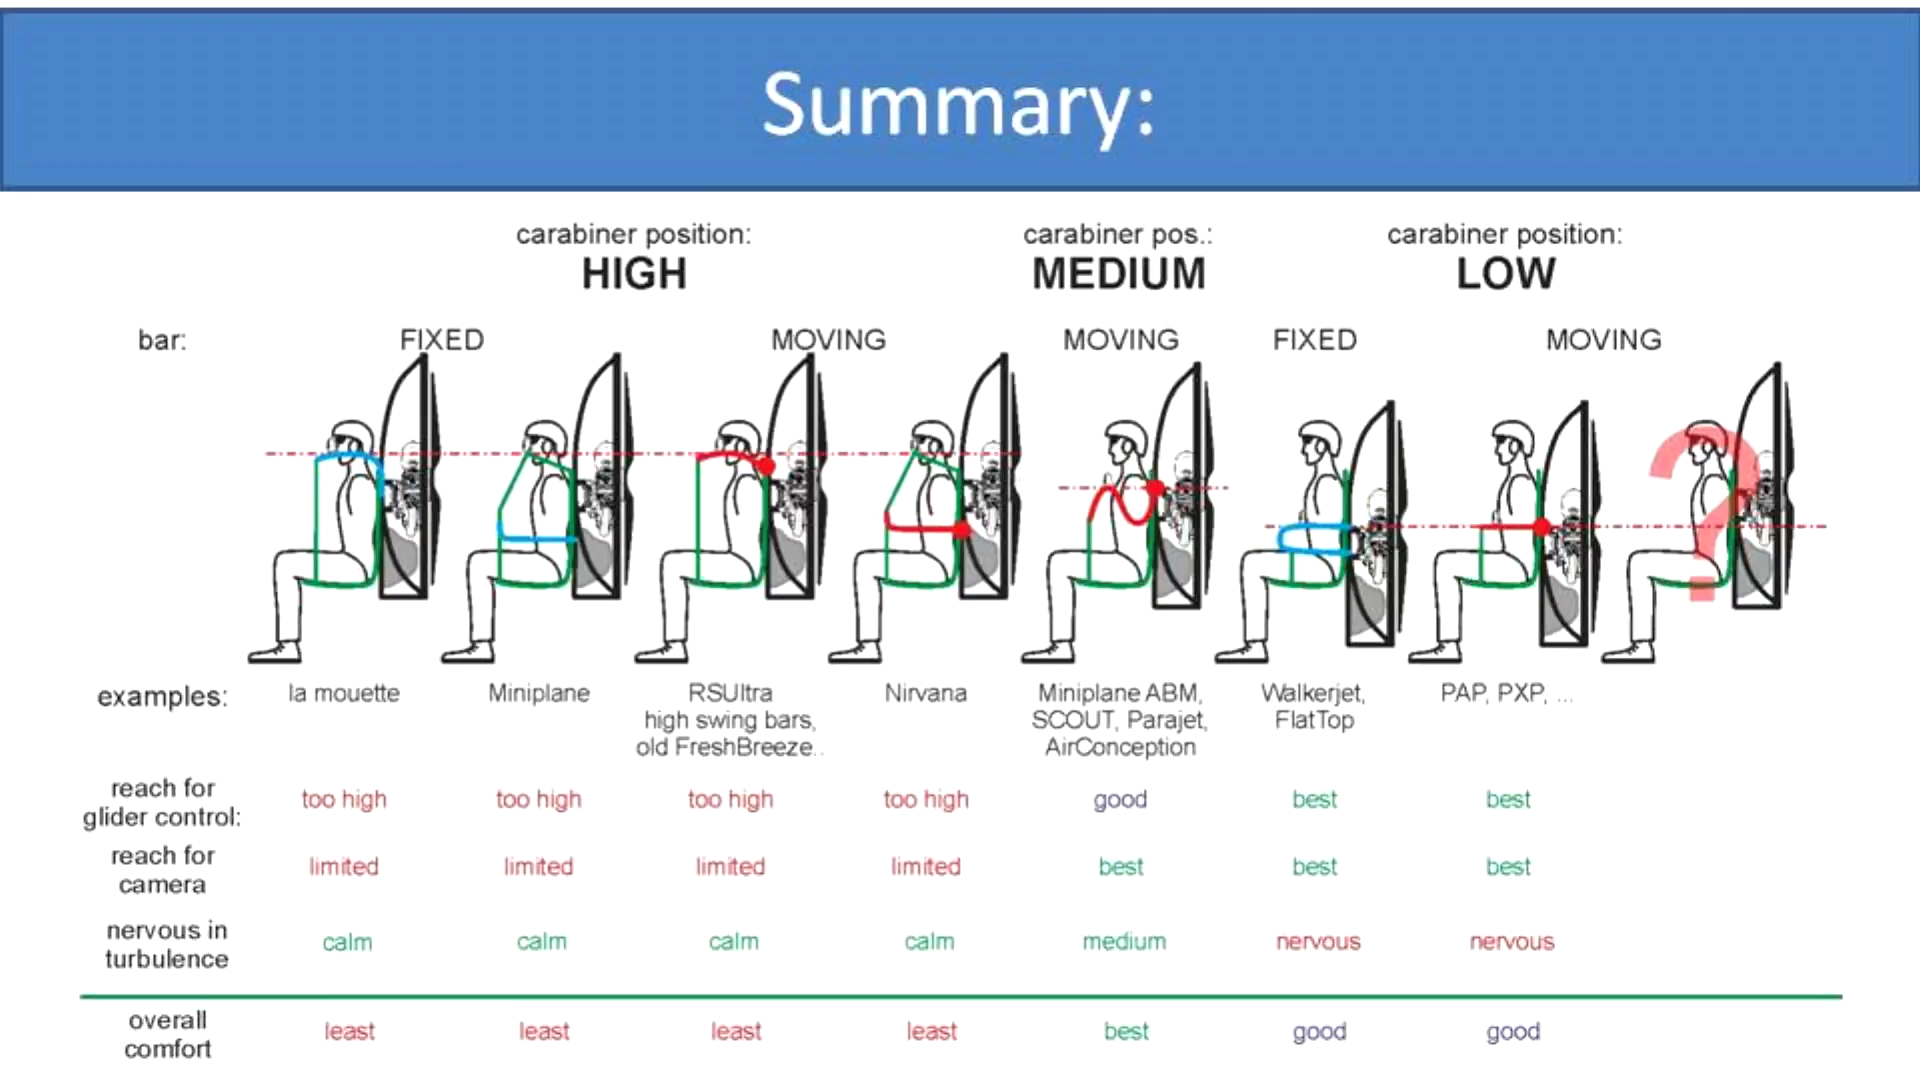 Summary:
carabiner position:
HIGH
carabiner pos.:
MEDIUM
carabiner position:
LOW
bar:
FIXED
MOVING
MOVING
FIXED
MOVING
?
examples:
la mouette
Miniplane
RSUltra
high swing bars,
old FreshBreeze..
Nirvana
Miniplane ABM,
SCOUT, Parajet,
AirConception
Walkerjet,
FlatTop
PAP, PXP, ...
reach for
glider control:
too high
too high
too high
too high
good
best
best
reach for
camera
limited
limited
limited
limited
best
best
best
nervous in
turbulence
calm
calm
calm
calm
medium
nervous
nervous
overall
comfort
least
least
least
least
best
good
good